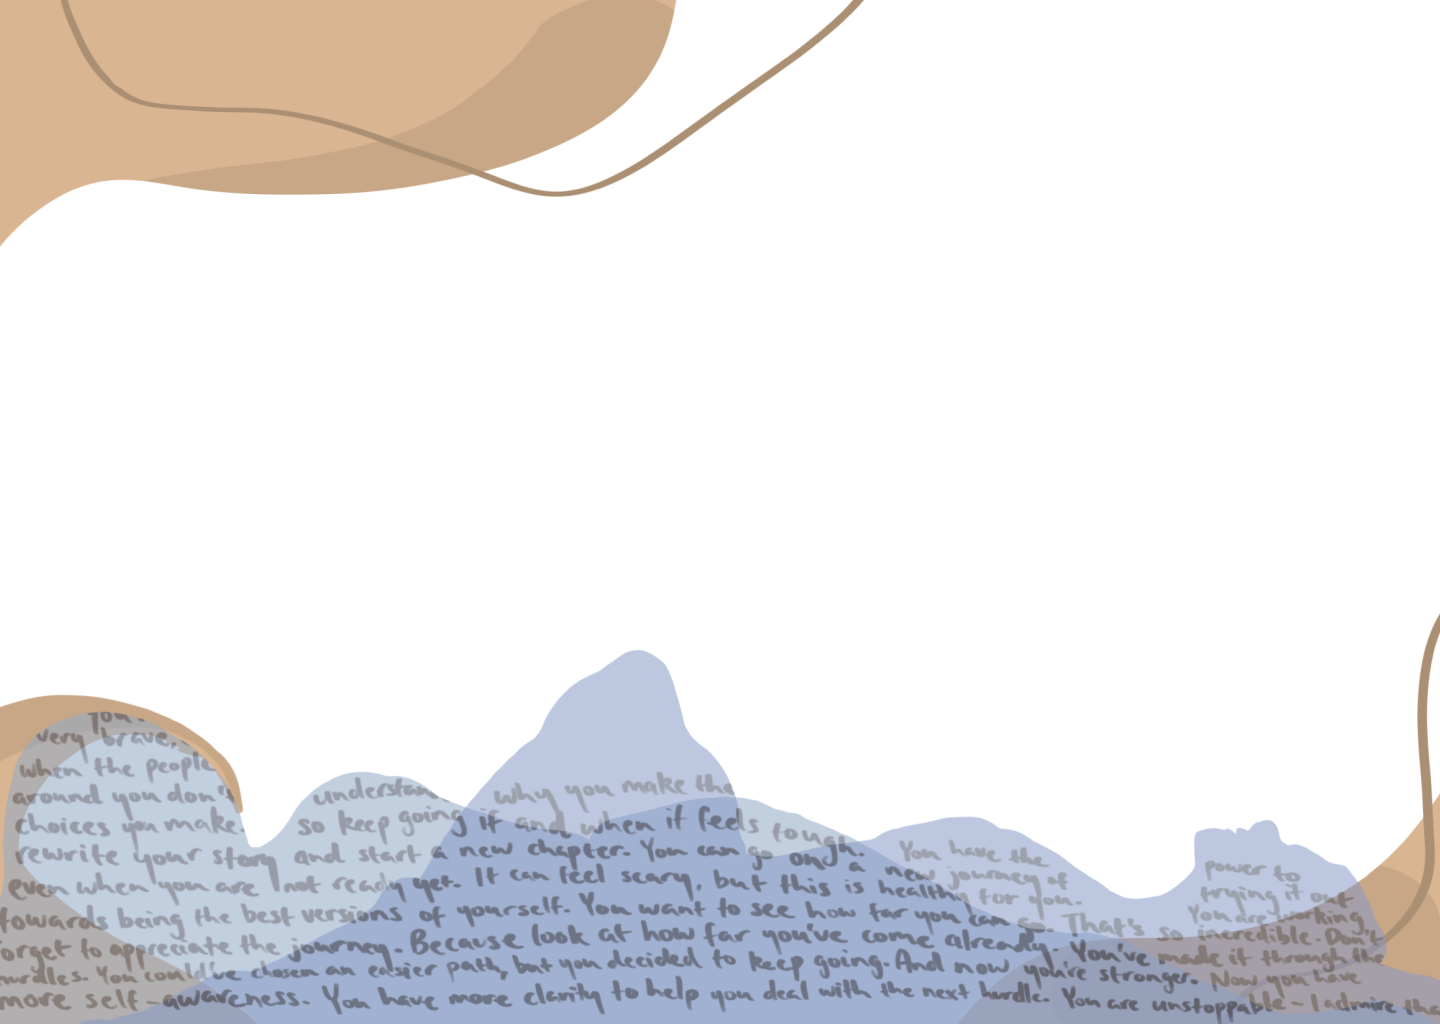 you
very brave,
when the people understand why you make the
around you don't
choices you make. so keep going if and when it feels tough. You have the power to
rewrite your story and start a new chapter. You can go on a new journey of trying it out
even when you are not ready yet. It can feel scary, but this is healthy for you. You are working
towards being the best versions of yourself. You want to see how far you can go. That's so incredible. Don't
forget to appreciate the journey. Because look at how far you've come already. You've made it through the
hurdles. You could've chosen an easier path, but you decided to keep going. And now you're stronger. Now you have
more self-awareness. You have more clarity to help you deal with the next hurdle. You are unstoppable - I admire tha